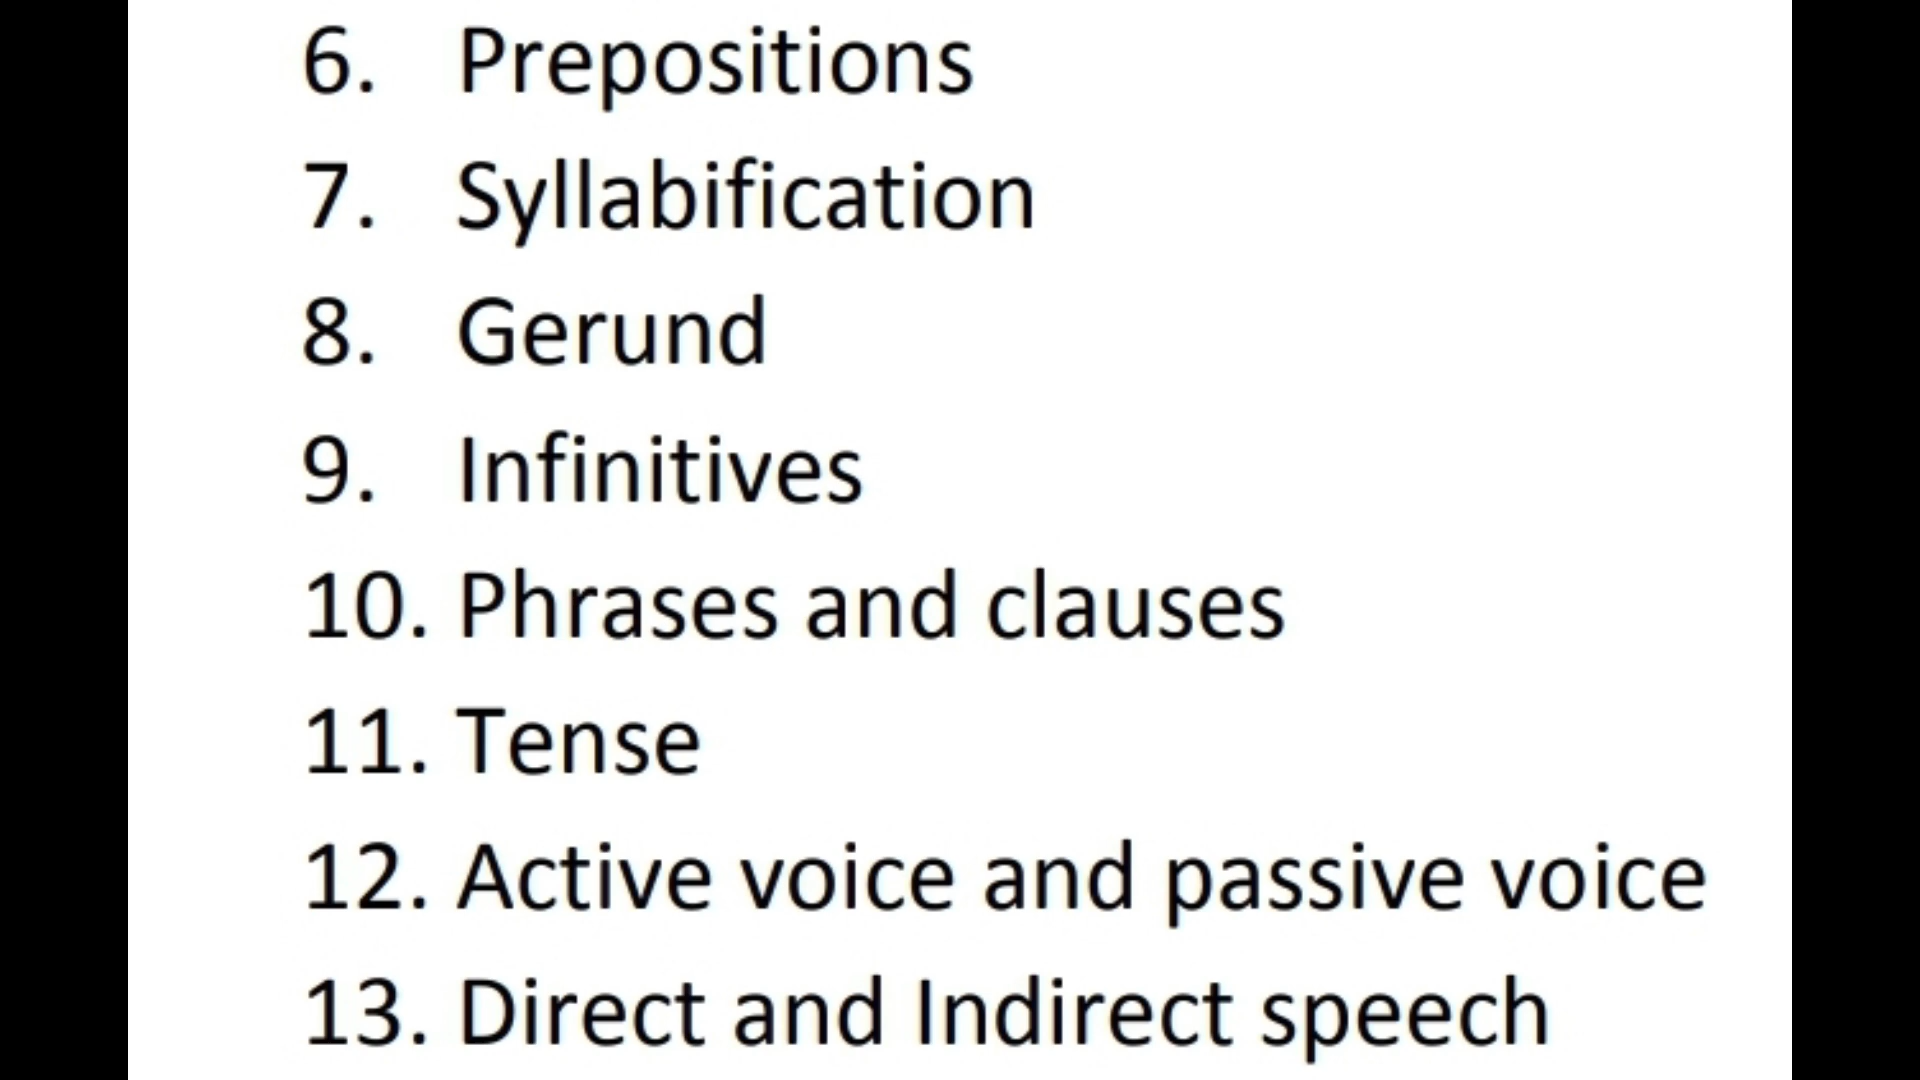 6. Prepositions
7. Syllabification
8. Gerund
9. Infinitives
10. Phrases and clauses
11. Tense
12. Active voice and passive voice
13. Direct and Indirect speech